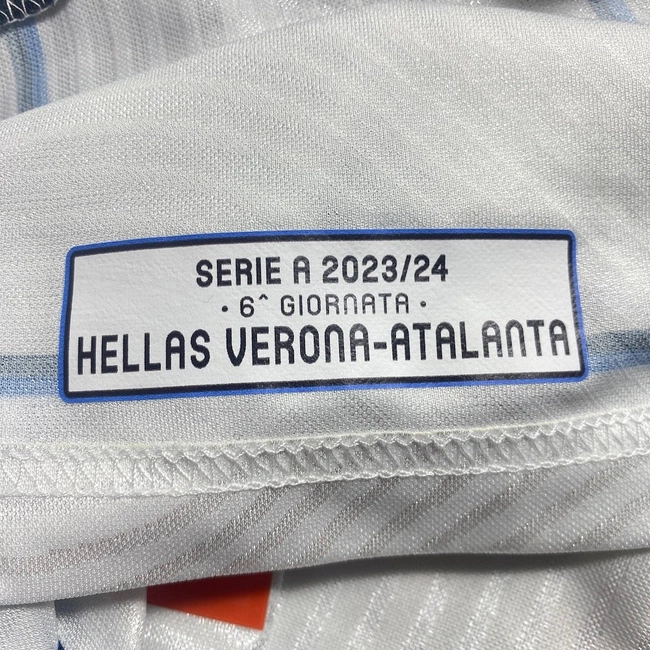 SERIE A 2023/24
· 6^ GIORNATA ·
HELLAS VERONA-ATALANTA